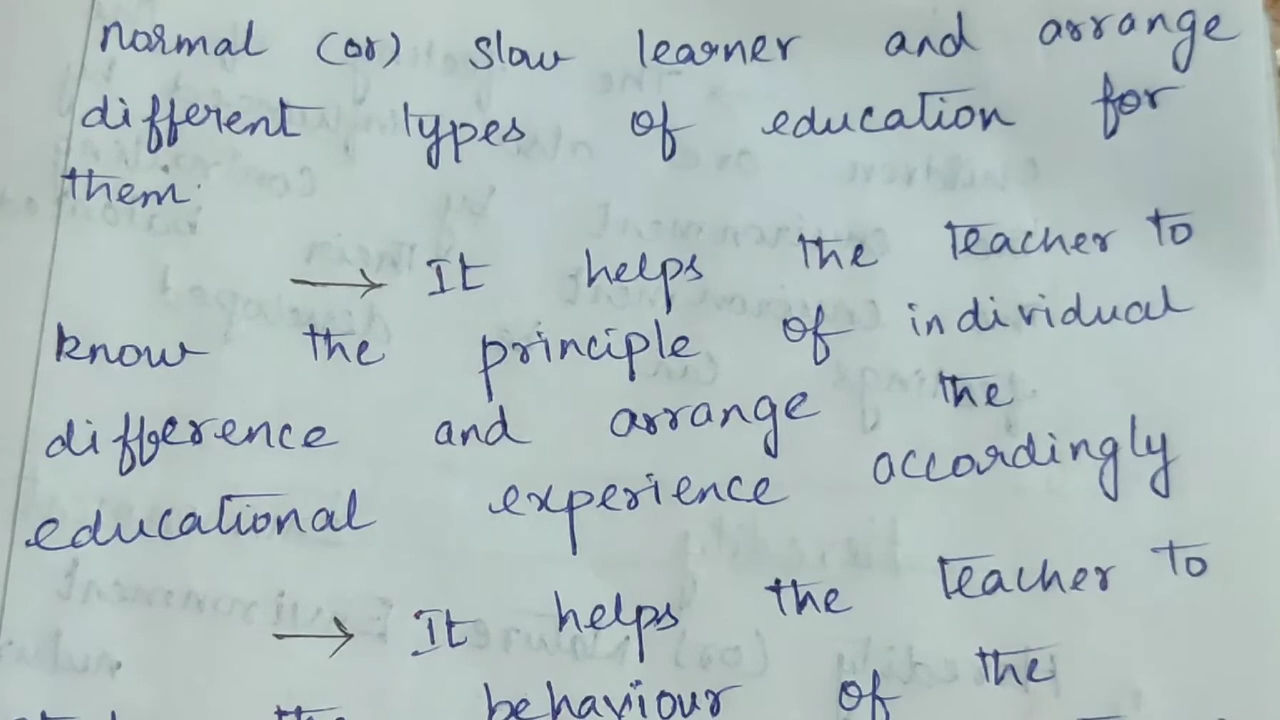 normal (or) slow learner and arrange
different types of education for
them.
→ It helps the teacher to
know the principle of individual
difference and arrange the
educational experience accordingly
→ It helps the teacher to
the behaviour of the